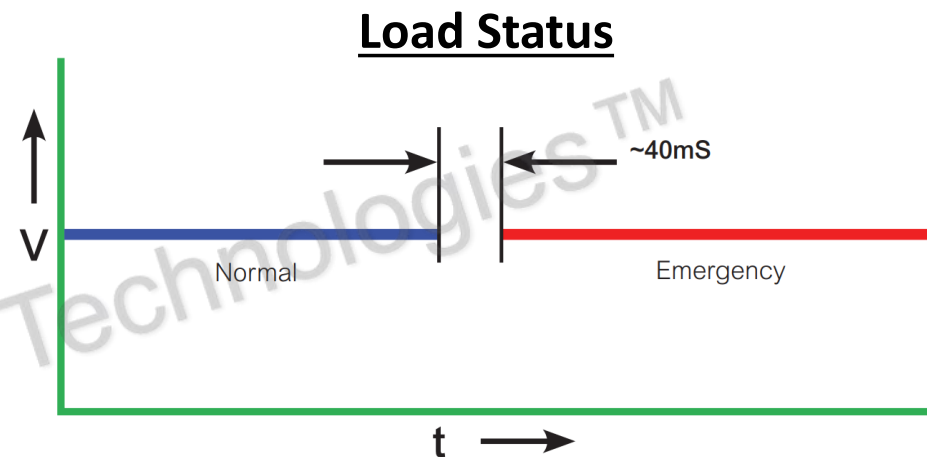 Load Status
Technologies™
~40mS
V
Normal
Emergency
t